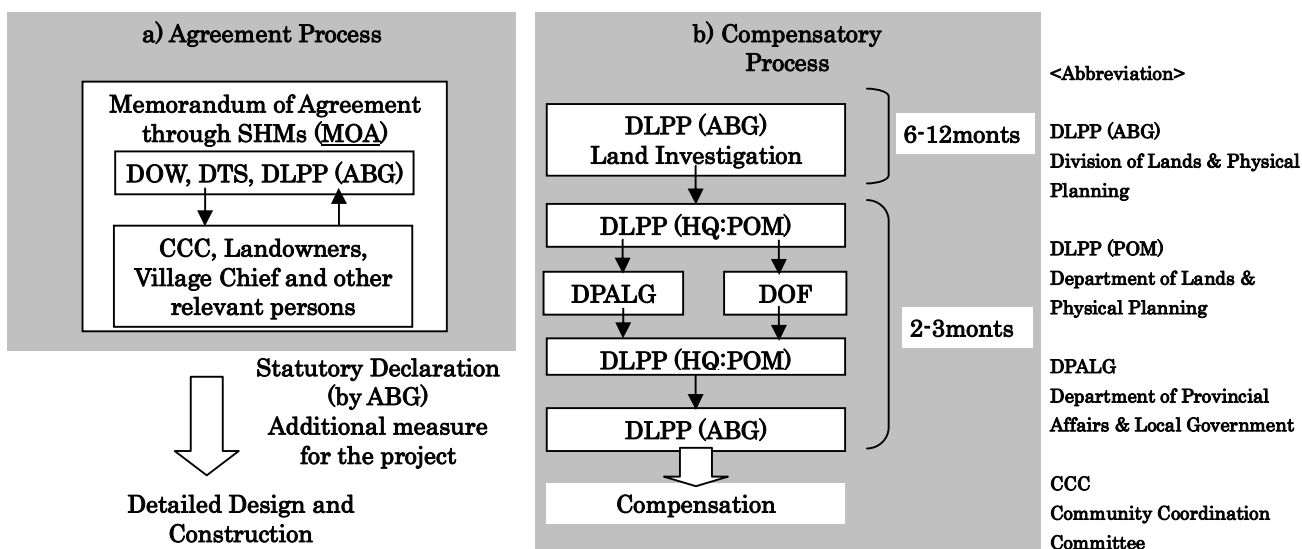 a) Agreement Process
Memorandum of Agreement
through SHMs (MOA)
DOW, DTS, DLPP (ABG)
CCC, Landowners,
Village Chief and other
relevant persons
Statutory Declaration
(by ABG)
Additional measure
for the project
Detailed Design and
Construction
b) Compensatory
Process
DLPP (ABG)
Land Investigation
6-12monts
DLPP (HQ:POM)
DPALG
DOF
2-3monts
DLPP (HQ:POM)
DLPP (ABG)
Compensation
<Abbreviation>
DLPP (ABG)
Division of Lands & Physical
Planning
DLPP (POM)
Department of Lands &
Physical Planning
DPALG
Department of Provincial
Affairs & Local Government
CCC
Community Coordination
Committee